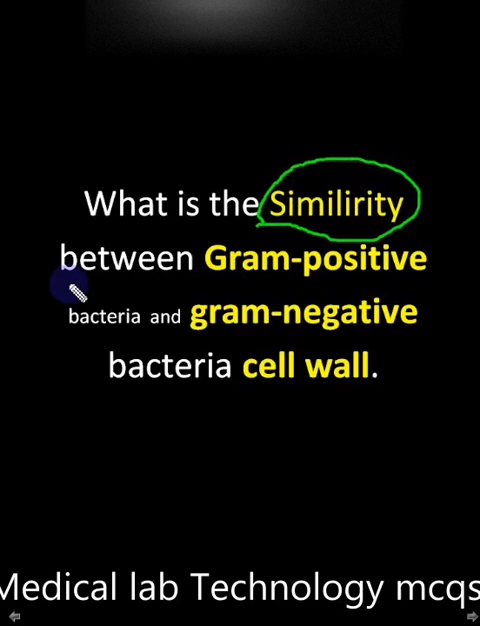 What is the Similirity
between Gram-positive
bacteria and gram-negative
bacteria cell wall.
Medical lab Technology mcqs